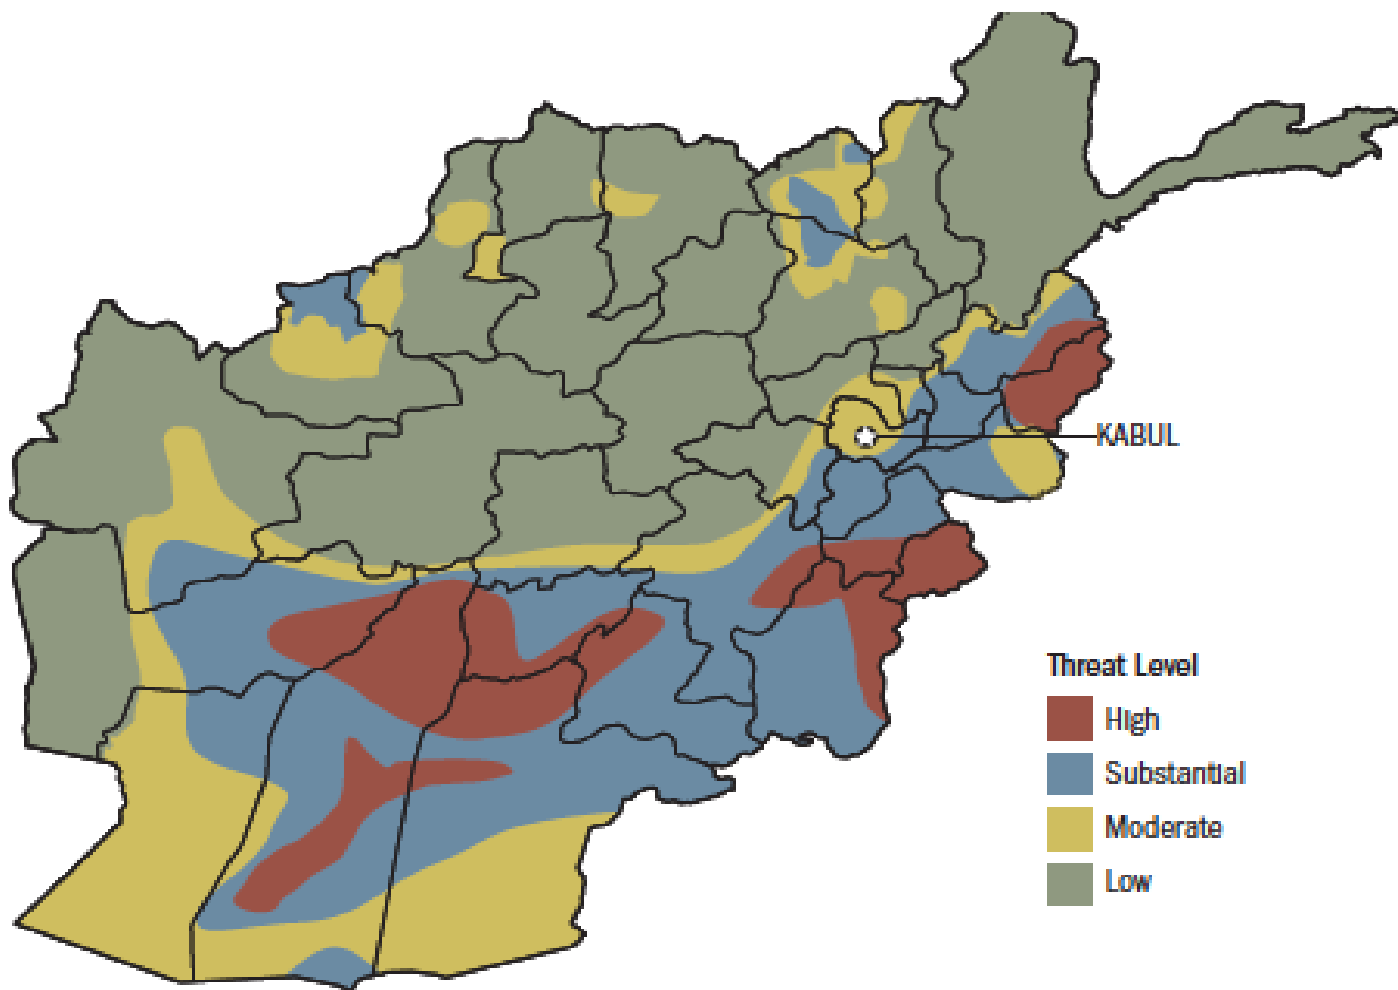 KABUL
Threat Level
High
Substantial
Moderate
Low